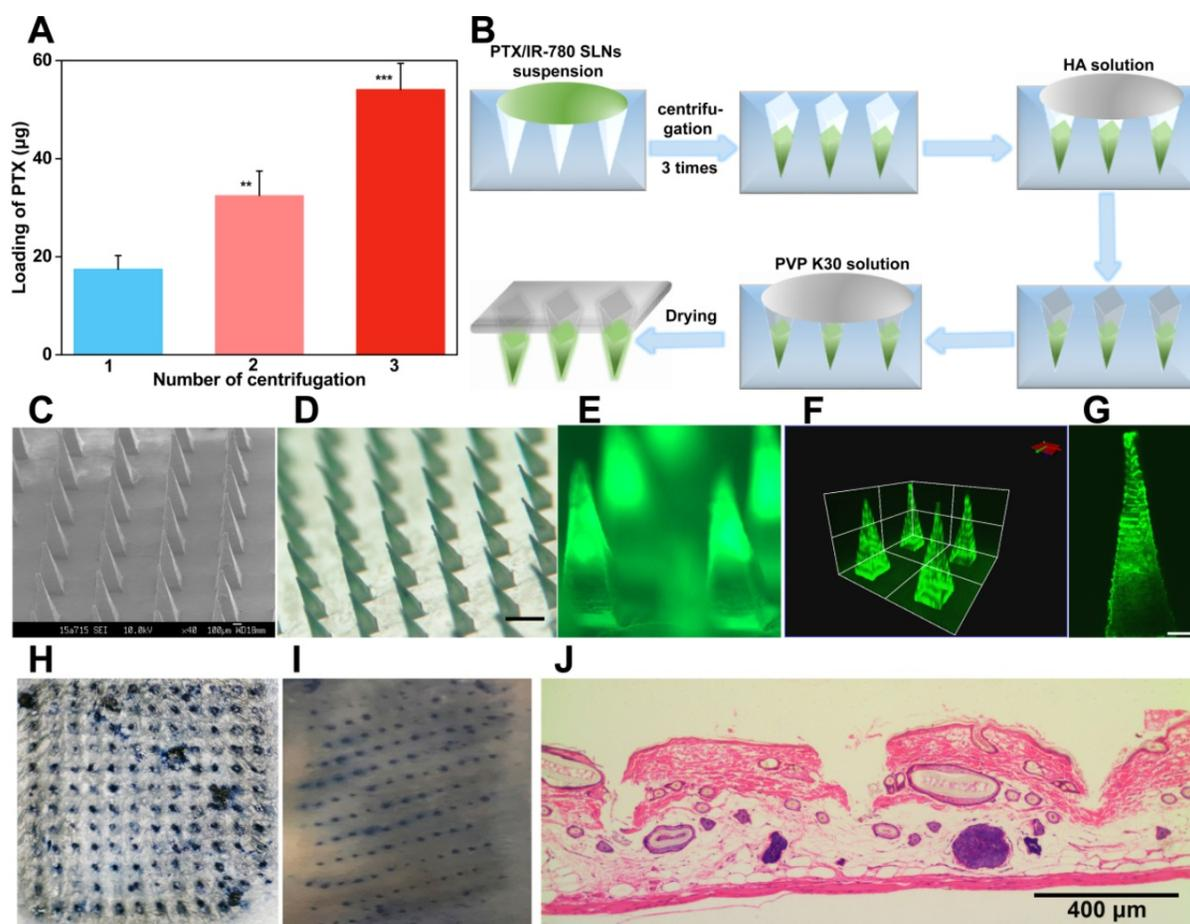 A
60
40
20
0
Loading of PTX (µg)
**
***
1
2
3
Number of centrifugation
B
PTX/IR-780 SLNs
suspension
centrifu-
gation
3 times
HA solution
PVP K30 solution
Drying
C
15a715 SEI 10.0kV ×40 100µm WD18mm
D
E
F
G
H
I
J
400 µm